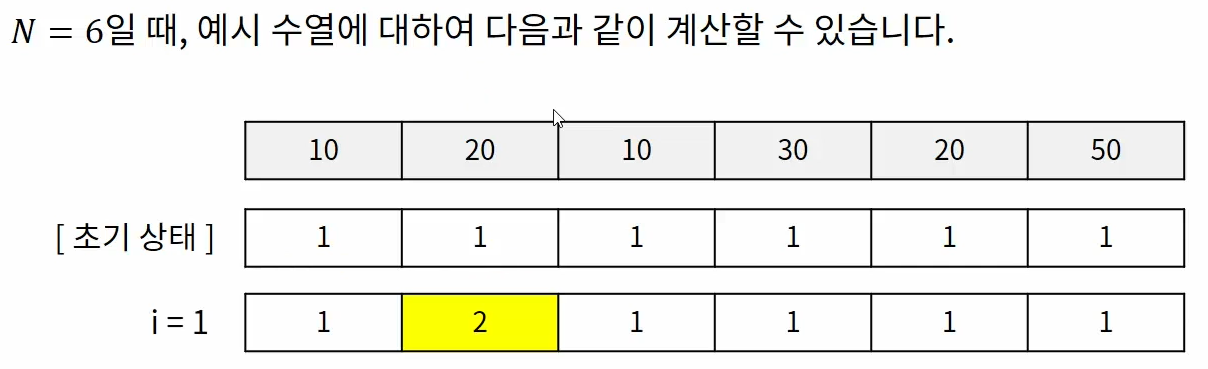 N = 6일 때, 예시 수열에 대하여 다음과 같이 계산할 수 있습니다.
10 20 10 30 20 50
[ 초기 상태 ] 1 1 1 1 1 1
i = 1 1 2 1 1 1 1